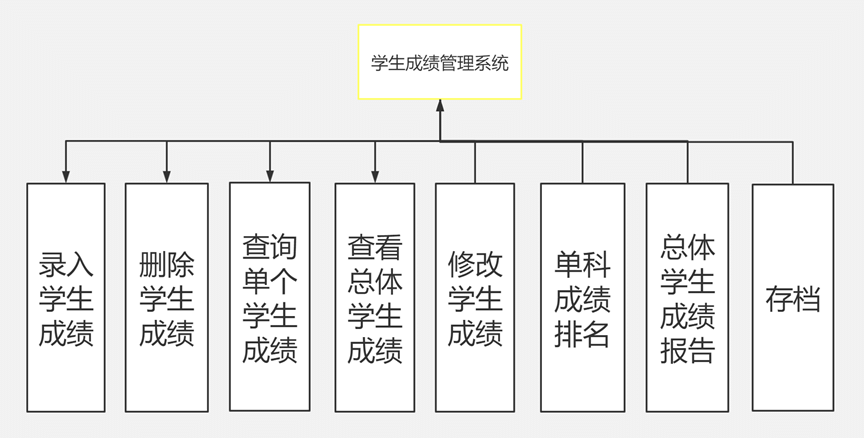 学生成绩管理系统
录入
学生
成绩
删除
学生
成绩
查询
单个
学生
成绩
查看
总体
学生
成绩
修改
学生
成绩
单科
成绩
排名
总体
学生
成绩
报告
存档